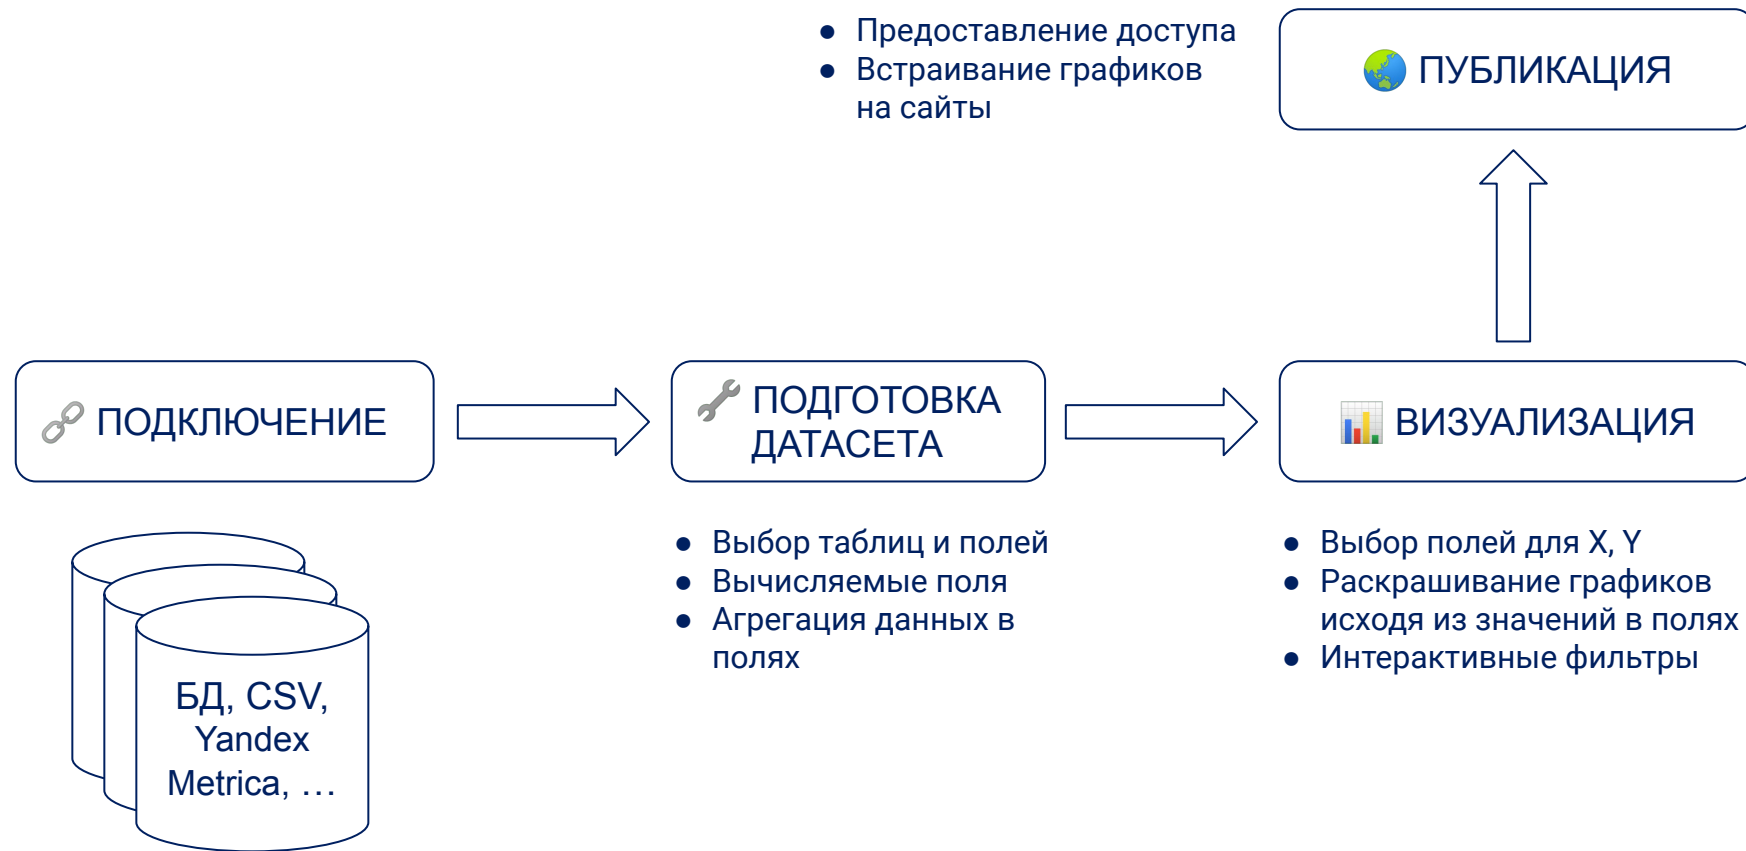 ● Предоставление доступа
● Встраивание графиков
на сайты
ПУБЛИКАЦИЯ
ПОДКЛЮЧЕНИЕ
ПОДГОТОВКА
ДАТАСЕТА
ВИЗУАЛИЗАЦИЯ
БД, CSV,
Yandex
Metrica, …
● Выбор таблиц и полей
● Вычисляемые поля
● Агрегация данных в
полях
● Выбор полей для X, Y
● Раскрашивание графиков
исходя из значений в полях
● Интерактивные фильтры